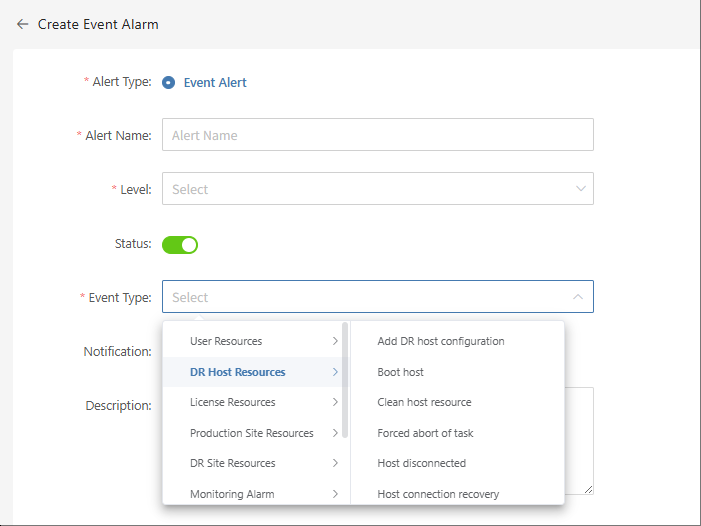 Create Event Alarm
* Alert Type: Event Alert
* Alert Name: Alert Name
* Level: Select
Status:
* Event Type: Select
Notification:
Description:
User Resources
DR Host Resources
License Resources
Production Site Resources
DR Site Resources
Monitoring Alarm
Add DR host configuration
Boot host
Clean host resource
Forced abort of task
Host disconnected
Host connection recovery